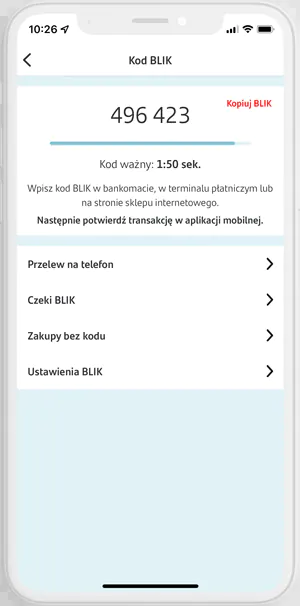 10:26
Kod BLIK
Kopiuj BLIK
496 423
Kod ważny: 1:50 sek.
Wpisz kod BLIK w bankomacie, w terminalu płatniczym lub
na stronie sklepu internetowego.
Następnie potwierdź transakcję w aplikacji mobilnej.
Przelew na telefon
Czeki BLIK
Zakupy bez kodu
Ustawienia BLIK